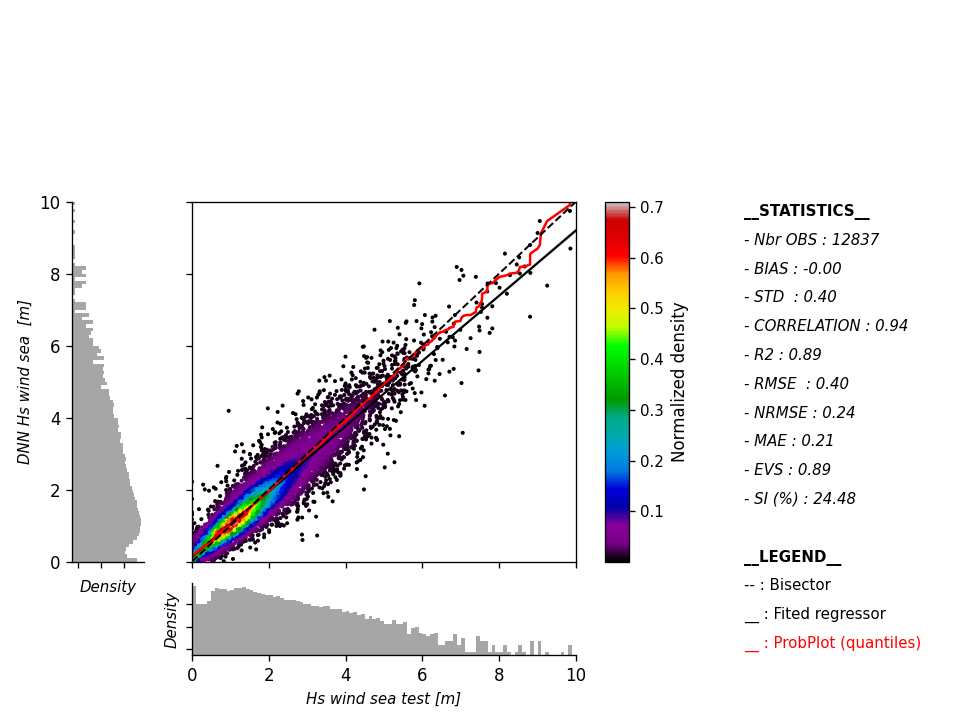 10
8
6
4
2
0
DNN Hs wind sea [m]
Density
Density
0 2 4 6 8 10
Hs wind sea test [m]
0.7
0.6
0.5
0.4
0.3
0.2
0.1
Normalized density
__STATISTICS__
- Nbr OBS : 12837
- BIAS : -0.00
- STD : 0.40
- CORRELATION : 0.94
- R2 : 0.89
- RMSE : 0.40
- NRMSE : 0.24
- MAE : 0.21
- EVS : 0.89
- SI (%) : 24.48
__LEGEND__
-- : Bisector
__ : Fited regressor
__ : ProbPlot (quantiles)